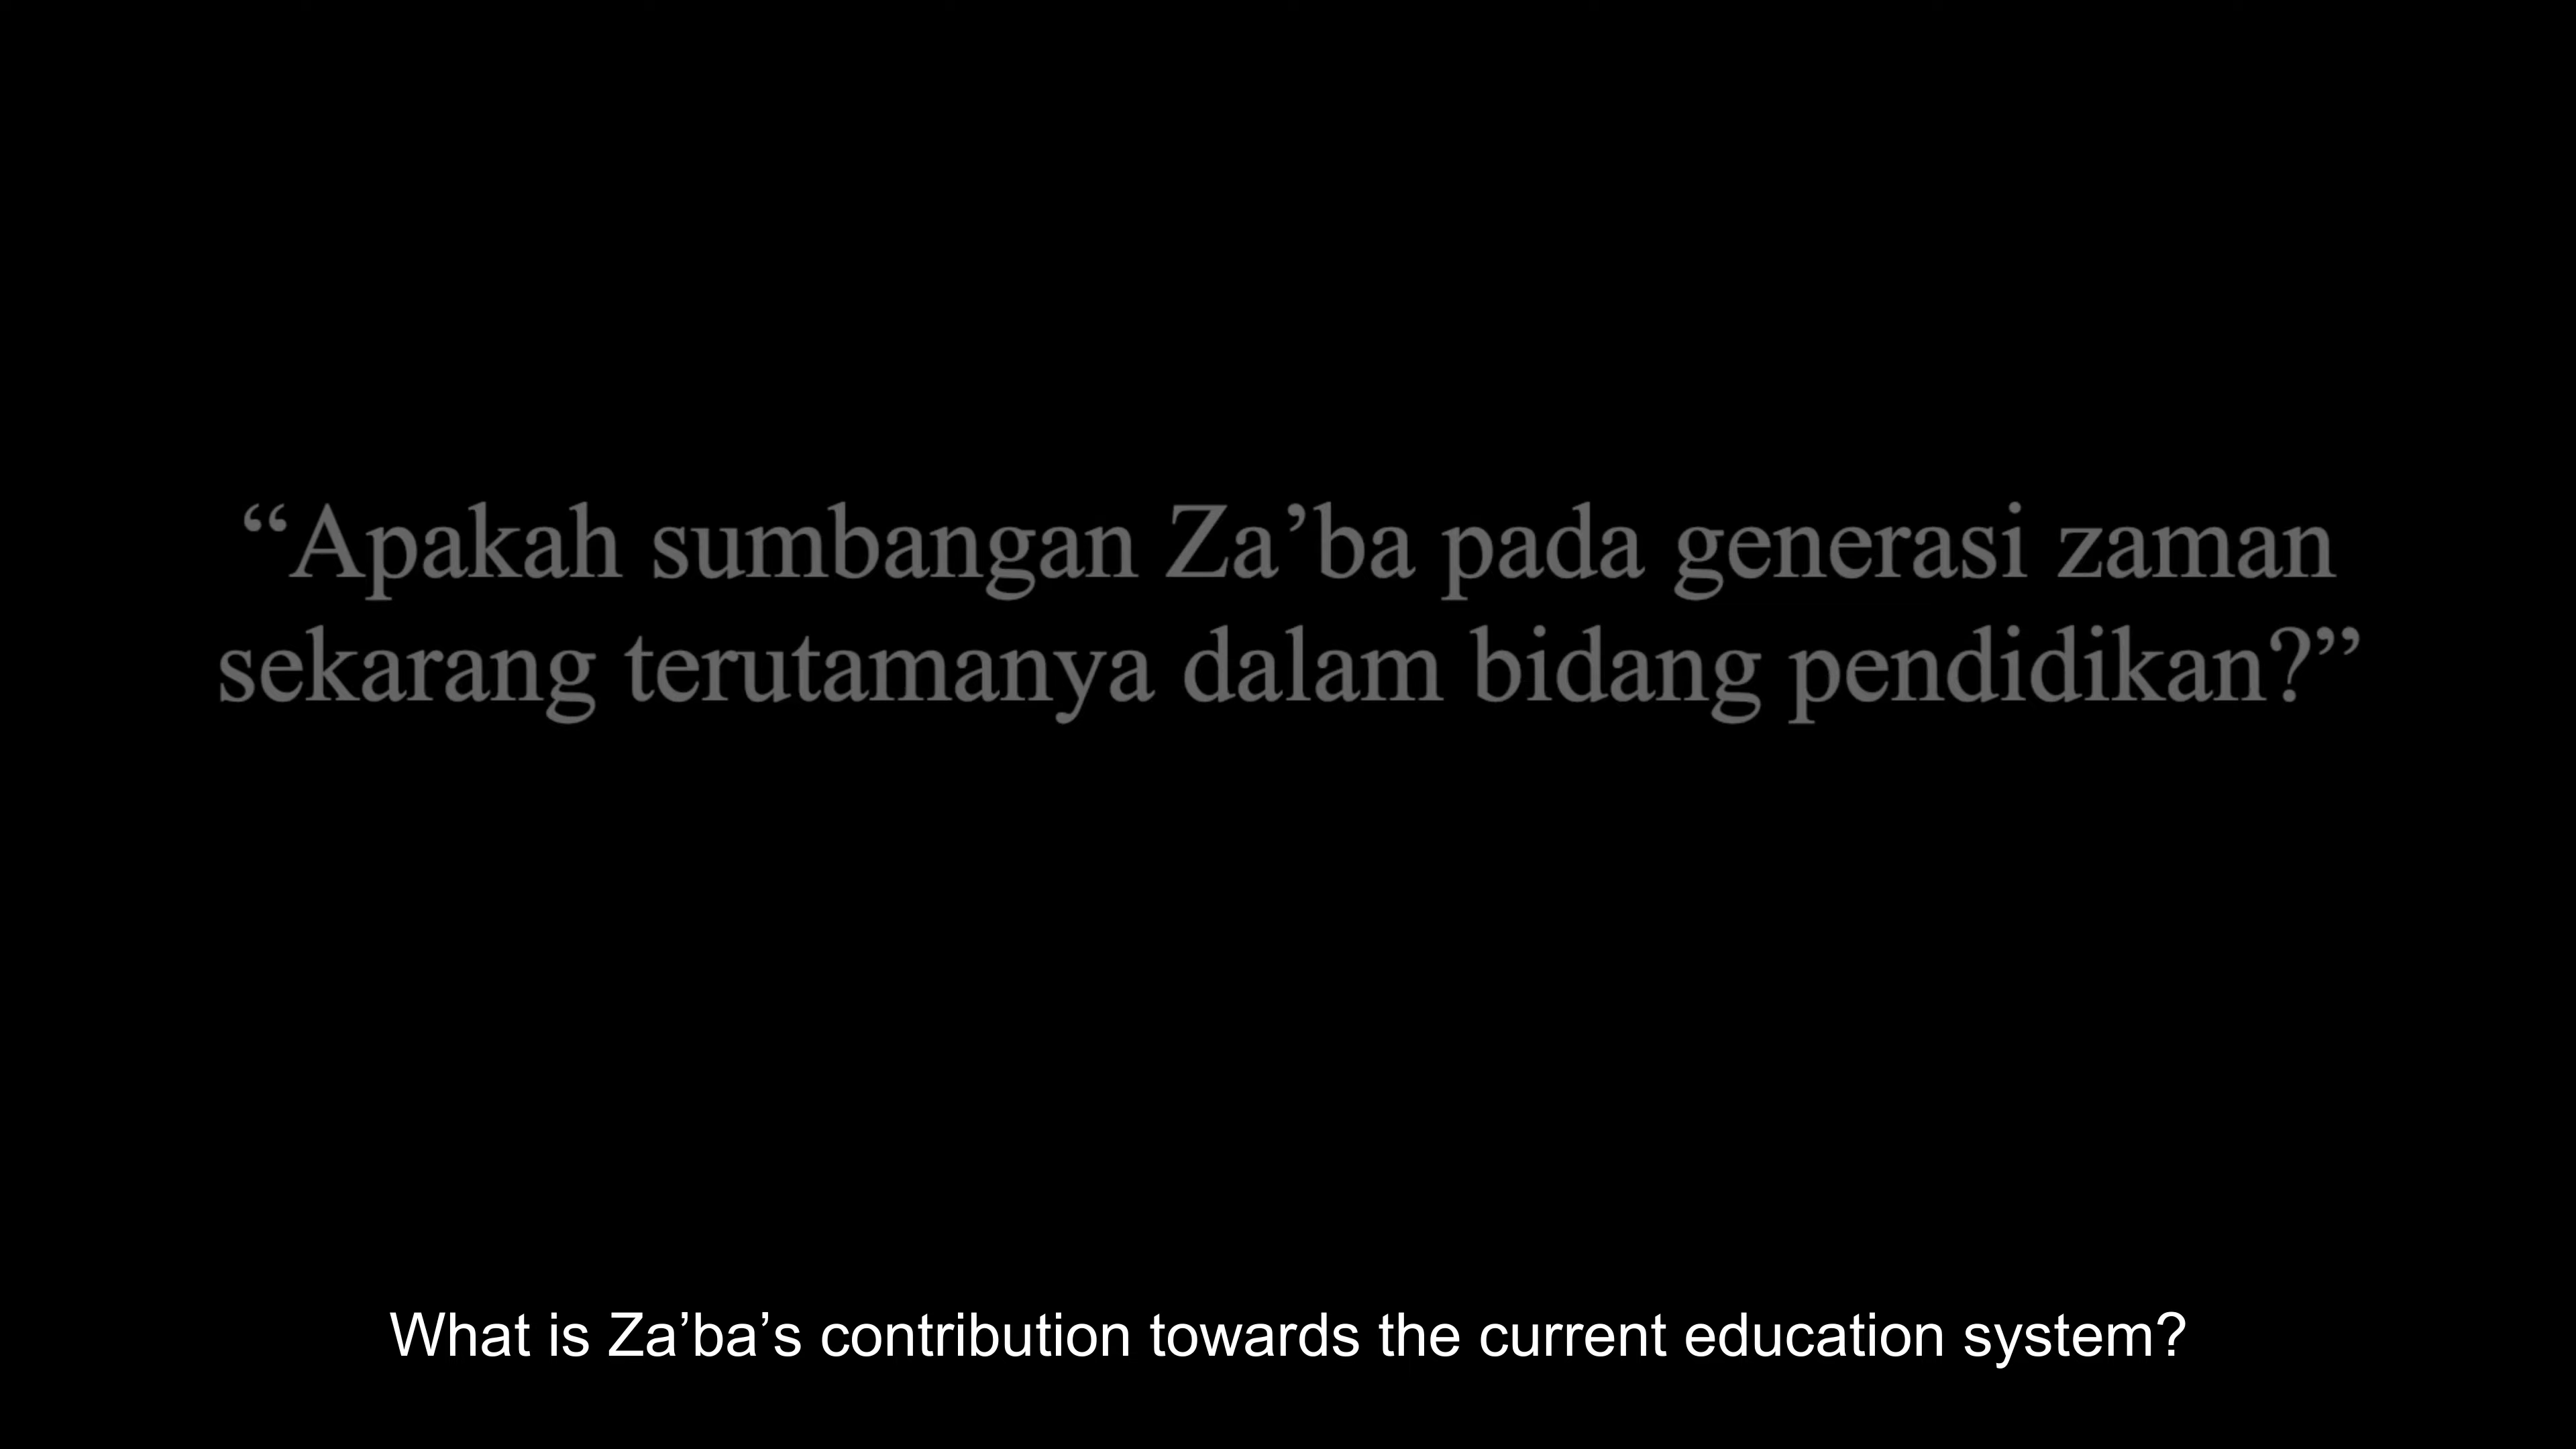 “Apakah sumbangan Za’ba pada generasi zaman
sekarang terutamanya dalam bidang pendidikan?”
What is Za’ba’s contribution towards the current education system?